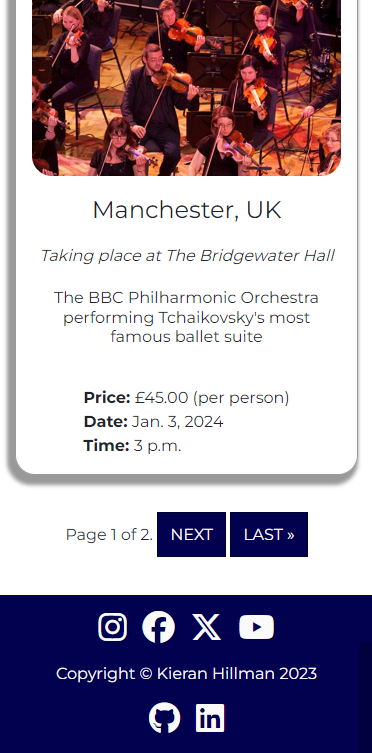 Manchester, UK
Taking place at The Bridgewater Hall
The BBC Philharmonic Orchestra
performing Tchaikovsky's most
famous ballet suite
Price: £45.00 (per person)
Date: Jan. 3, 2024
Time: 3 p.m.
Page 1 of 2. NEXT LAST »
Copyright © Kieran Hillman 2023